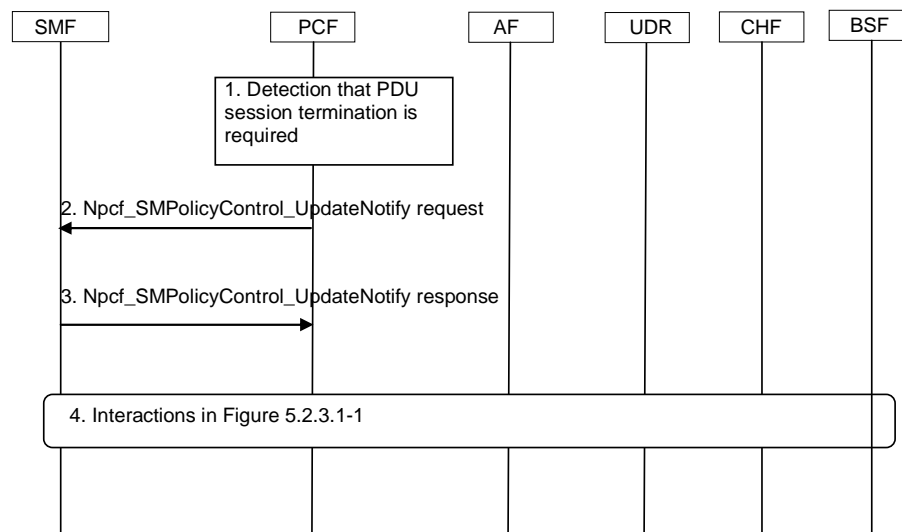 SMF PCF AF UDR CHF BSF
1. Detection that PDU
session termination is
required
2. Npcf_SMPolicyControl_UpdateNotify request
3. Npcf_SMPolicyControl_UpdateNotify response
4. Interactions in Figure 5.2.3.1-1